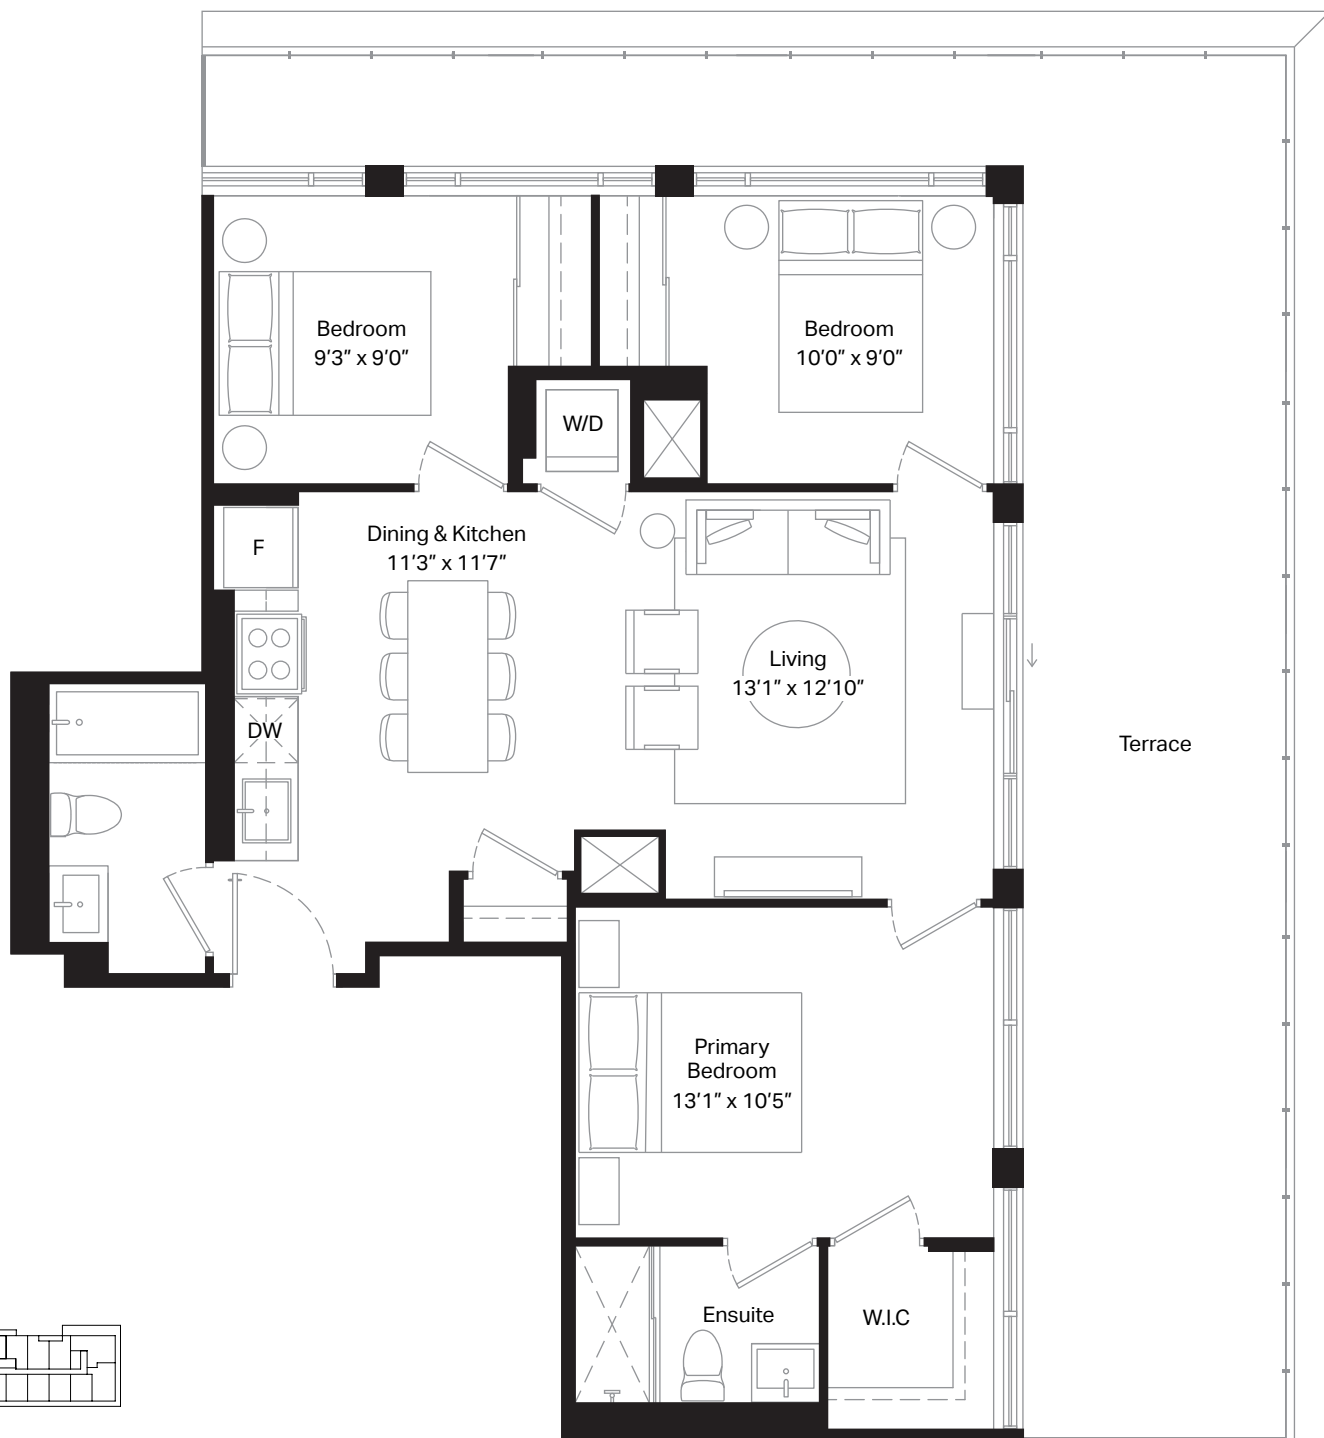 Bedroom
9’3” x 9’0”
Bedroom
10’0” x 9’0”
W/D
Dining & Kitchen
11’3” x 11’7”
F
Living
13’1” x 12’10”
DW
Terrace
Primary
Bedroom
13’1” x 10’5”
Ensuite
W.I.C